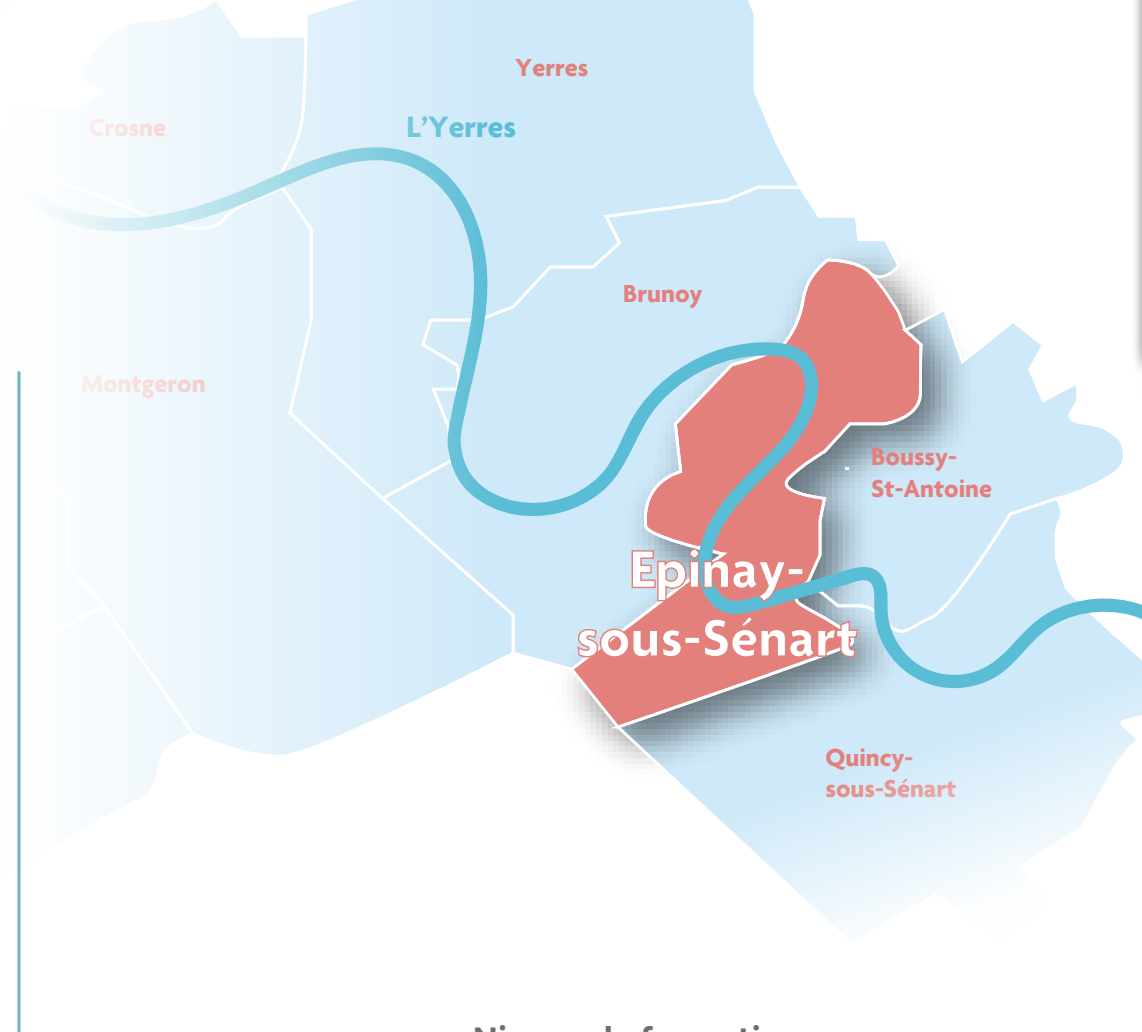 Yerres
L'Yerres
Crosne
Brunoy
Montgeron
Boussy-
St-Antoine
Epinay-
sous-Sénart
Quincy-
sous-Sénart